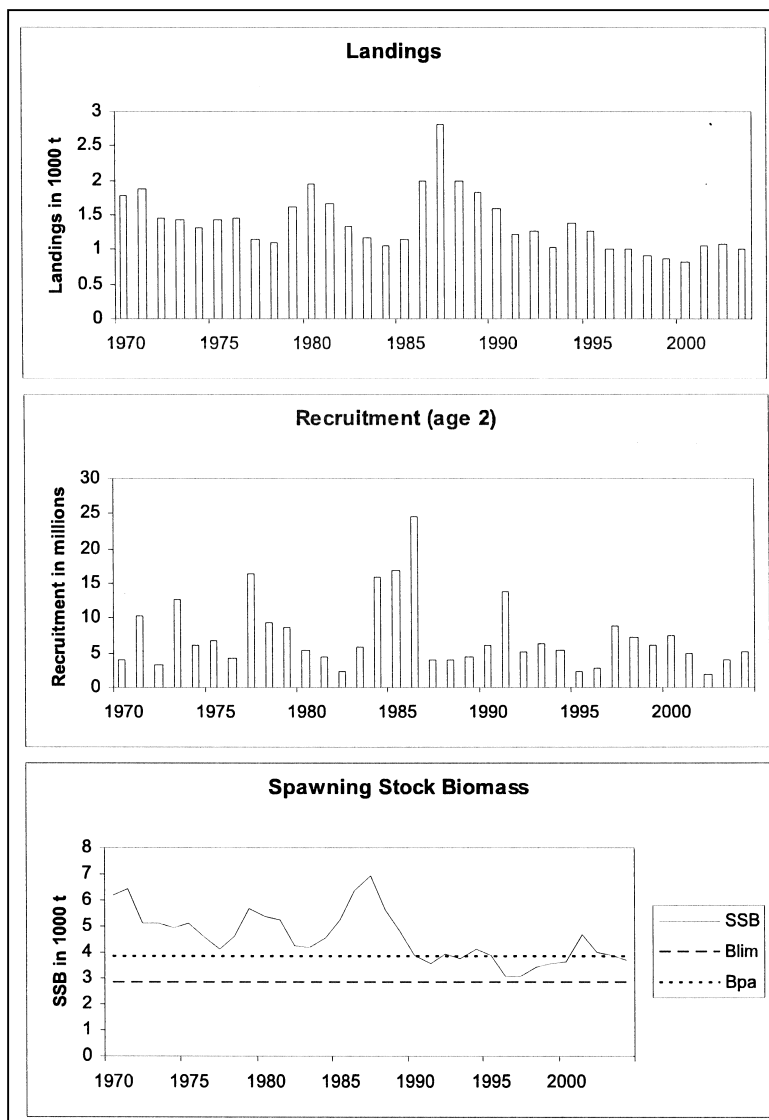 Landings
Landings in 1000 t
3
2.5
2
1.5
1
0.5
0
1970 1975 1980 1985 1990 1995 2000
Recruitment (age 2)
Recruitment in millions
30
25
20
15
10
5
0
1970 1975 1980 1985 1990 1995 2000
Spawning Stock Biomass
SSB in 1000 t
8
7
6
5
4
3
2
1
0
1970 1975 1980 1985 1990 1995 2000
SSB
Blim
Bpa